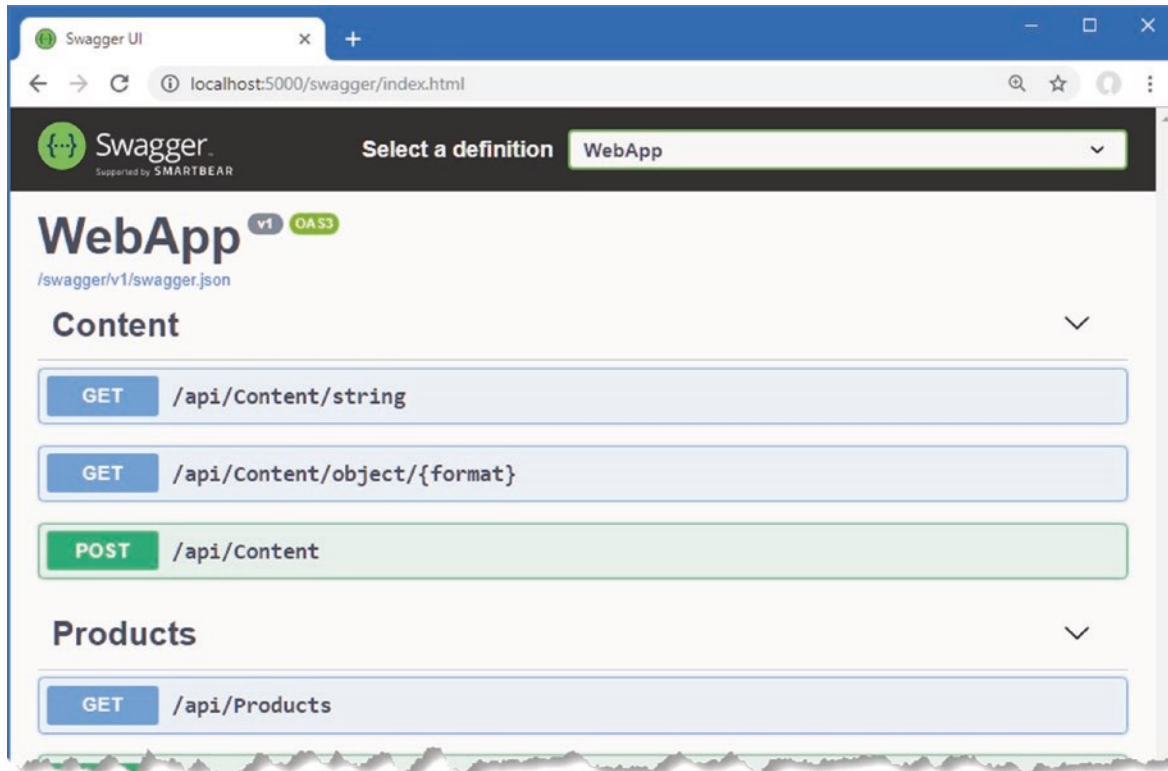 Swagger UI
localhost:5000/swagger/index.html
Swagger
Supported by SMARTBEAR
Select a definition
WebApp
WebApp v1 OAS3
/swagger/v1/swagger.json
Content
GET /api/Content/string
GET /api/Content/object/{format}
POST /api/Content
Products
GET /api/Products